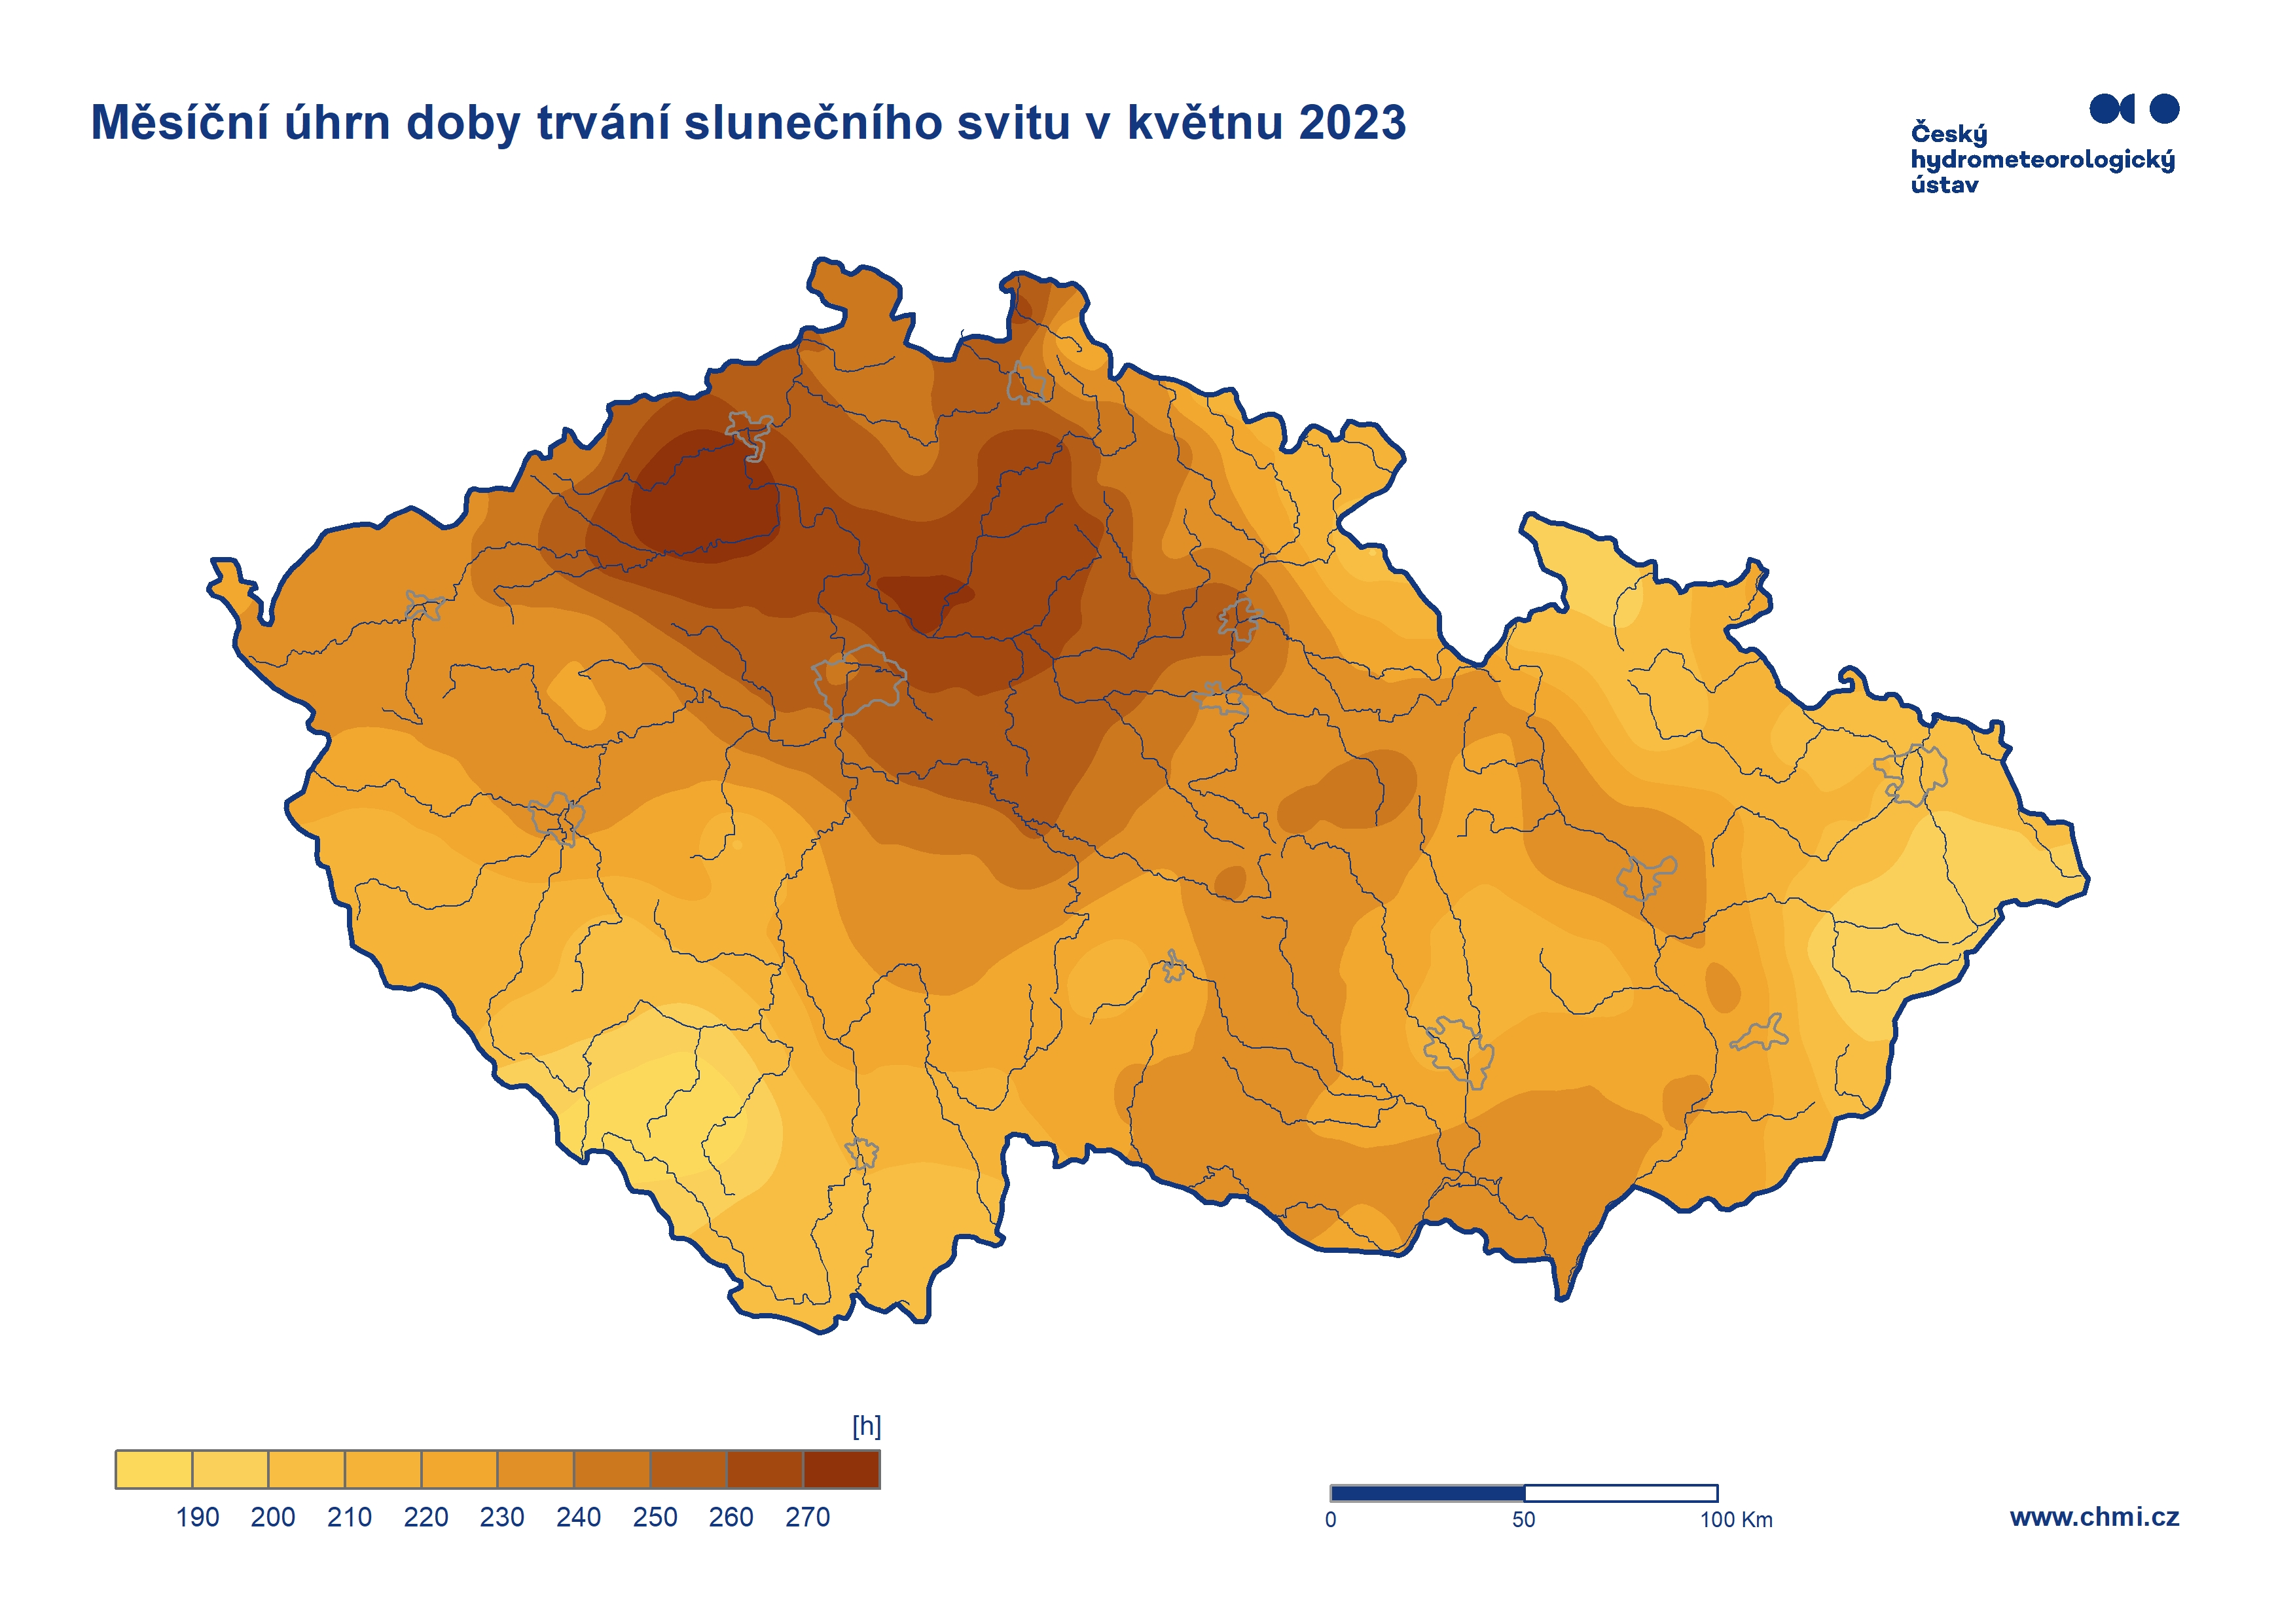 Měsíční úhrn doby trvání slunečního svitu v květnu 2023
Český
hydrometeorologický
ústav
[h]
190 200 210 220 230 240 250 260 270
0 50 100 Km
www.chmi.cz